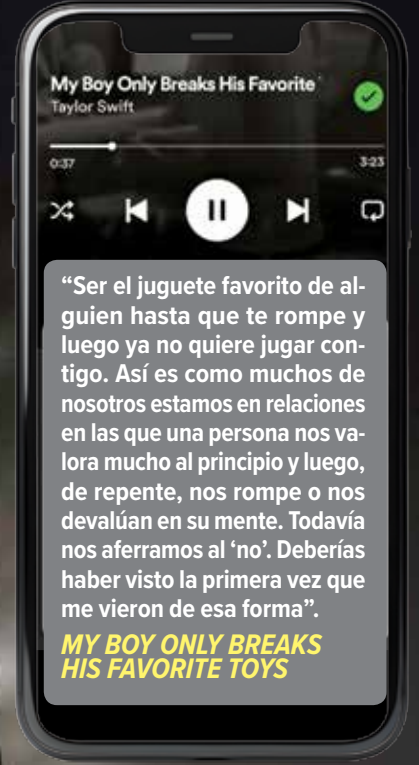 My Boy Only Breaks His Favorite
Taylor Swift
0:37
3:23
“Ser el juguete favorito de al-
guien hasta que te rompe y
luego ya no quiere jugar con-
tigo. Así es como muchos de
nosotros estamos en relaciones
en las que una persona nos va-
lora mucho al principio y luego,
de repente, nos rompe o nos
devalúan en su mente. Todavía
nos aferramos al ‘no’. Deberías
haber visto la primera vez que
me vieron de esa forma”.
MY BOY ONLY BREAKS
HIS FAVORITE TOYS